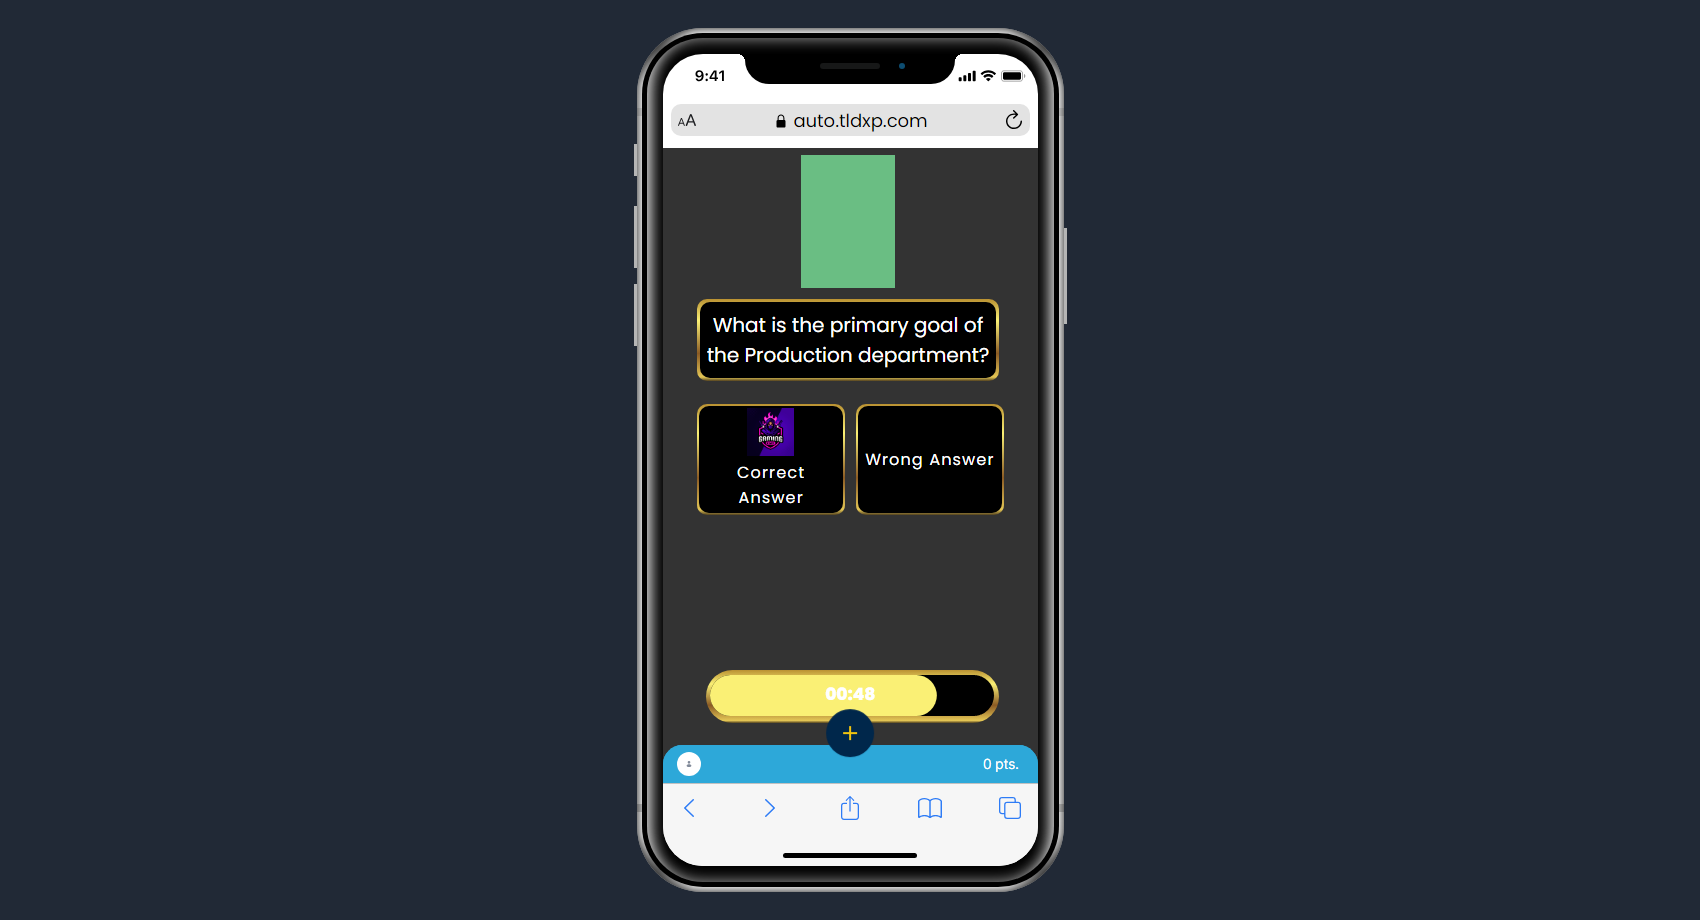 9:41
AA
auto.tldxp.com
What is the primary goal of
the Production department?
GAMING
Correct
Answer
Wrong Answer
00:48
+
0 pts.